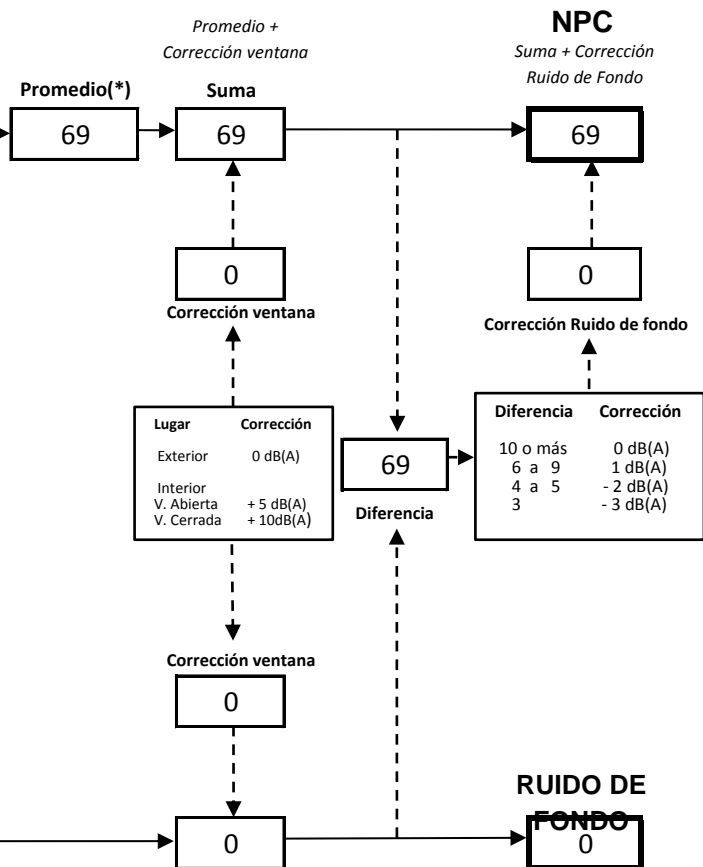 Promedio +
Corrección ventana
NPC
Suma + Corrección
Ruido de Fondo
Promedio(*)
Suma
69
69
69
0
0
Corrección ventana
Corrección Ruido de fondo
Lugar Corrección
Exterior 0 dB(A)
Interior
V. Abierta + 5 dB(A)
V. Cerrada + 10dB(A)
69
Diferencia
Diferencia Corrección
10 o más 0 dB(A)
6 a 9 1 dB(A)
4 a 5 - 2 dB(A)
3 - 3 dB(A)
Corrección ventana
0
RUIDO DE
FONDO
0
0